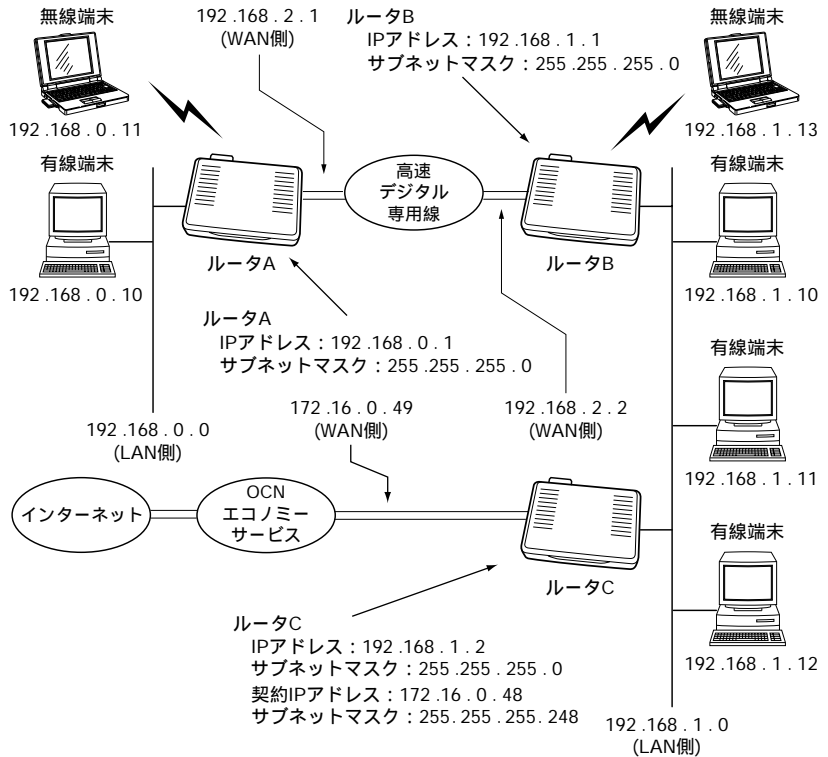 無線端末
192.168.0.11
有線端末
192.168.0.10
192.168.2.1
(WAN側)
ルータB
IPアドレス：192.168.1.1
サブネットマスク：255.255.255.0
無線端末
192.168.1.13
高速
デジタル
専用線
ルータA
ルータB
有線端末
192.168.1.10
ルータA
IPアドレス：192.168.0.1
サブネットマスク：255.255.255.0
192.168.0.0
(LAN側)
172.16.0.49
(WAN側)
192.168.2.2
(WAN側)
有線端末
192.168.1.11
インターネット
OCN
エコノミー
サービス
ルータC
有線端末
192.168.1.12
ルータC
IPアドレス：192.168.1.2
サブネットマスク：255.255.255.0
契約IPアドレス：172.16.0.48
サブネットマスク：255.255.255.248
192.168.1.0
(LAN側)